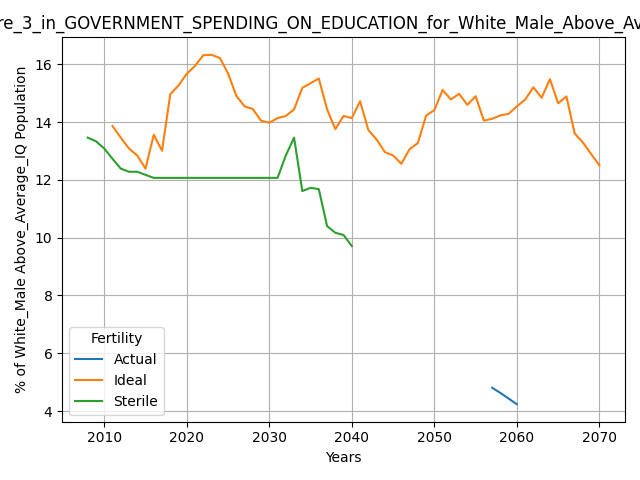 re_3_in_GOVERNMENT_SPENDING_ON_EDUCATION_for_White_Male_Above_Av
% of White_Male Above_Average_IQ Population
16
14
12
10
8
6
4
Fertility
Actual
Ideal
Sterile
2010 2020 2030 2040 2050 2060 2070
Years